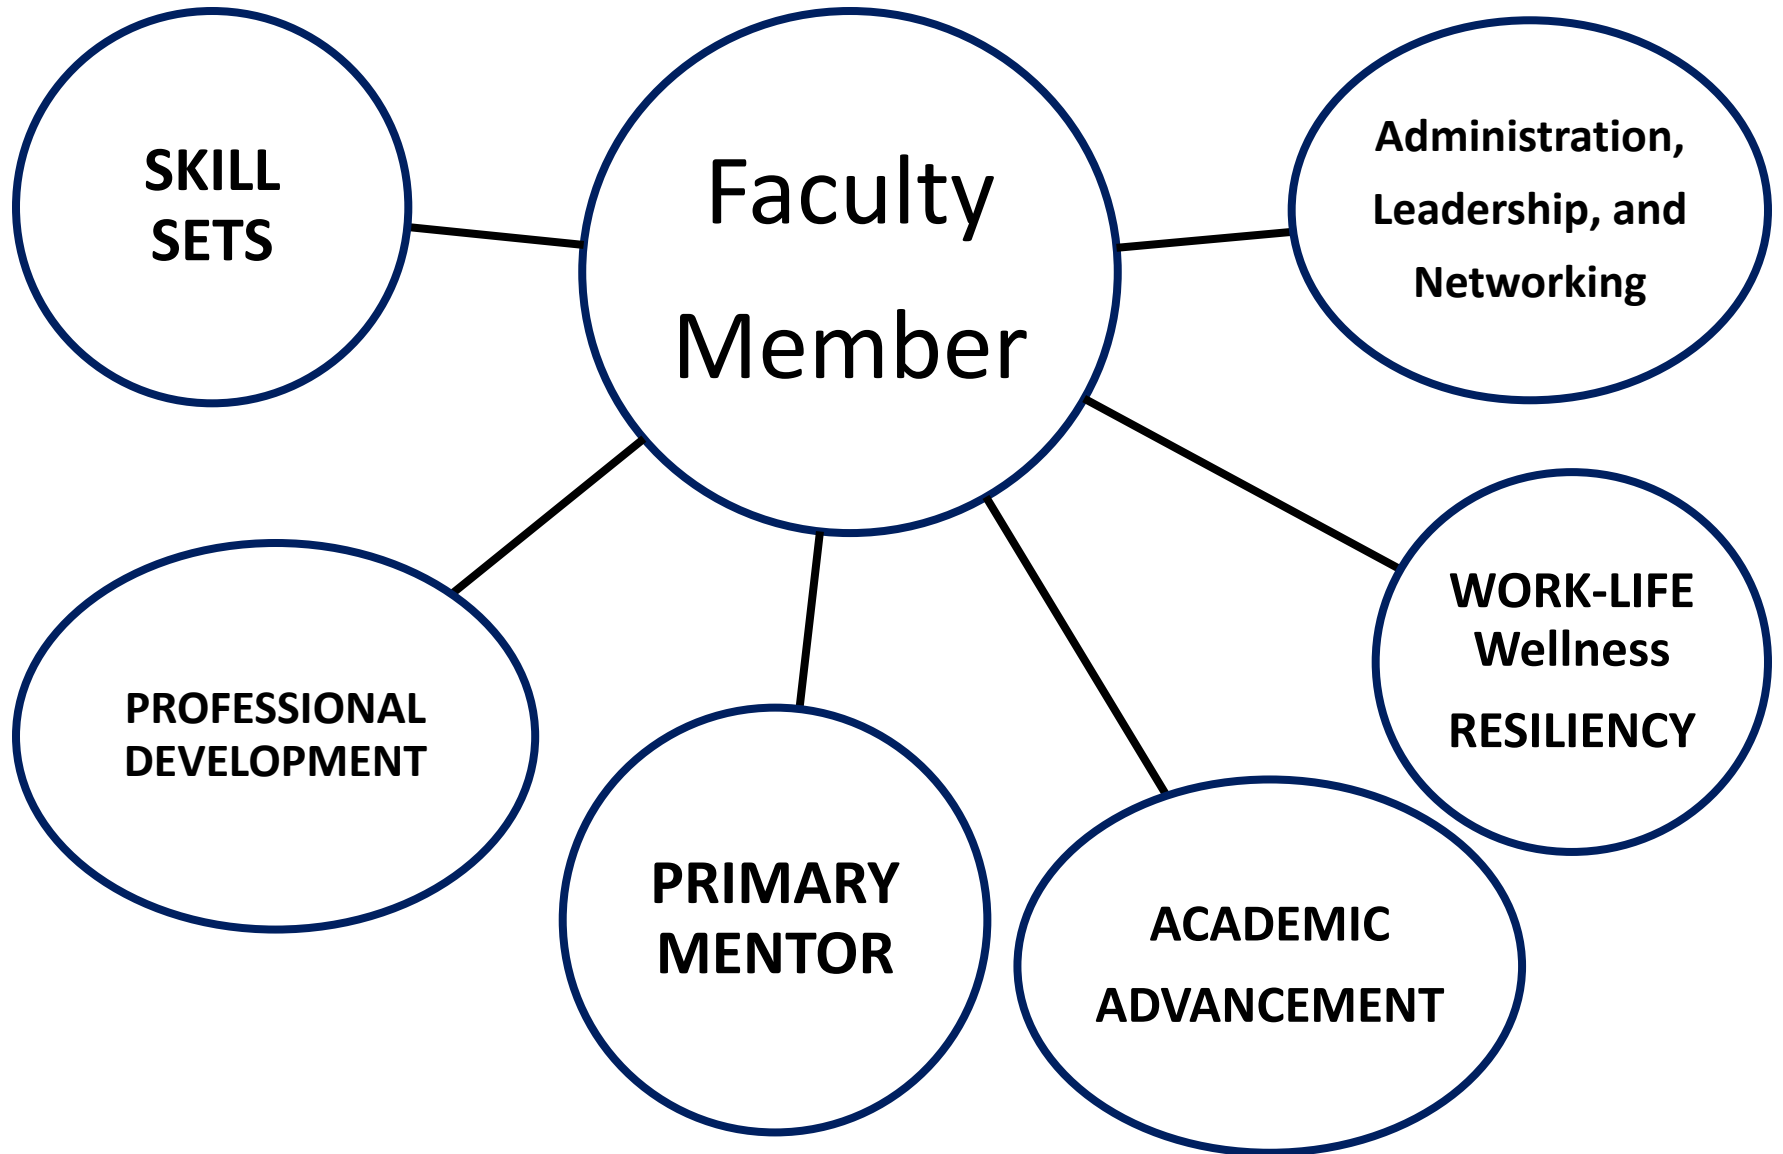 SKILL
SETS
Faculty
Member
Administration,
Leadership, and
Networking
PROFESSIONAL
DEVELOPMENT
PRIMARY
MENTOR
ACADEMIC
ADVANCEMENT
WORK-LIFE
Wellness
RESILIENCY